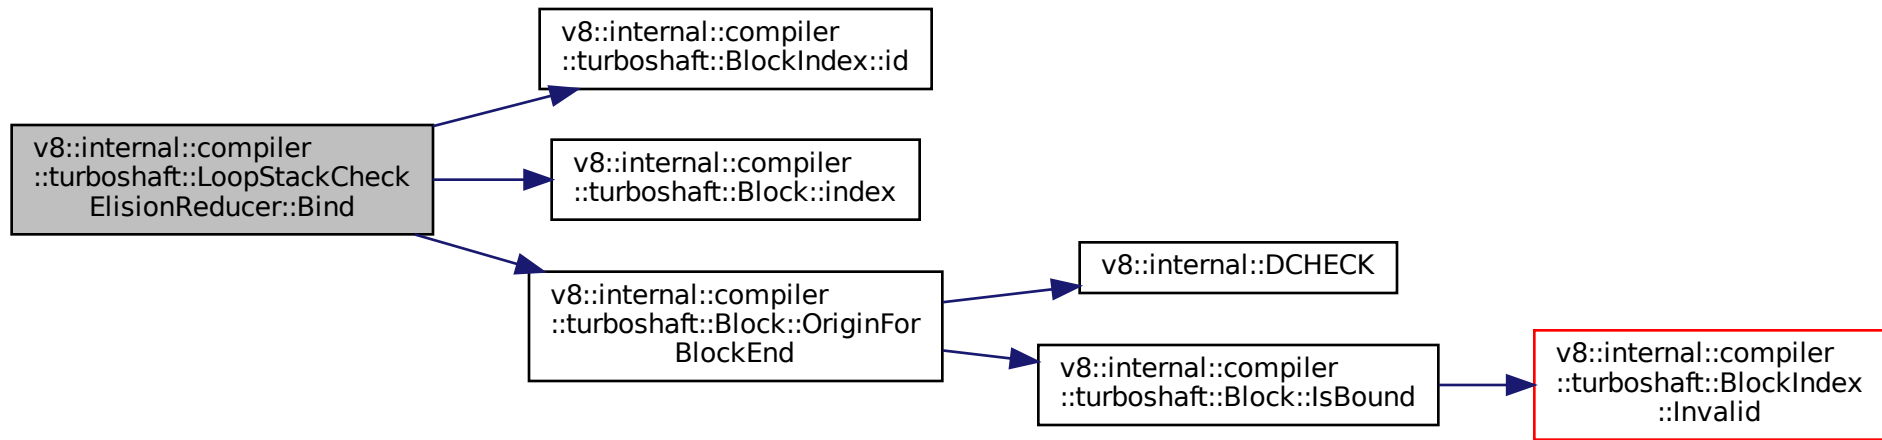 v8::internal::compiler
::turboshaft::LoopStackCheck
ElisionReducer::Bind
v8::internal::compiler
::turboshaft::BlockIndex::id
v8::internal::compiler
::turboshaft::Block::index
v8::internal::compiler
::turboshaft::Block::OriginFor
BlockEnd
v8::internal::DCHECK
v8::internal::compiler
::turboshaft::Block::IsBound
v8::internal::compiler
::turboshaft::BlockIndex
::Invalid